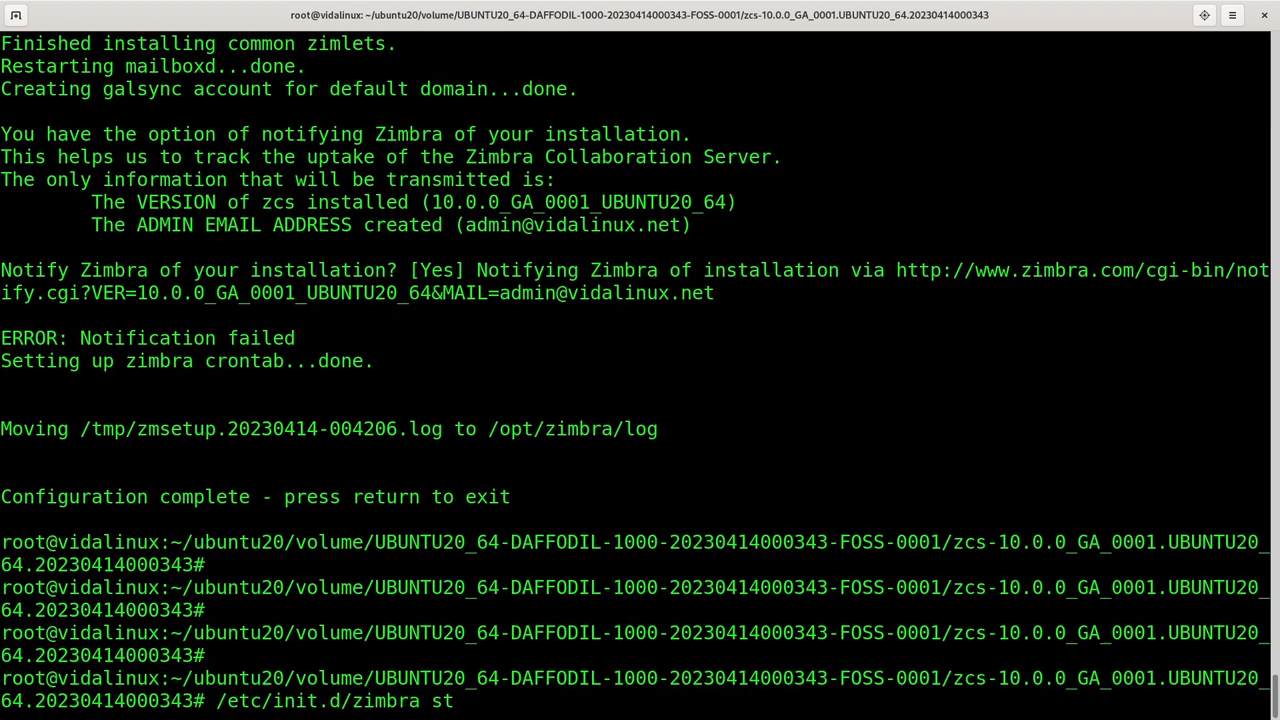 root@vidalinux: ~/ubuntu20/volume/UBUNTU20_64-DAFFODIL-1000-20230414000343-FOSS-0001/zcs-10.0.0_GA_0001.UBUNTU20_64.20230414000343
Finished installing common zimlets.
Restarting mailboxd...done.
Creating galsync account for default domain...done.
You have the option of notifying Zimbra of your installation.
This helps us to track the uptake of the Zimbra Collaboration Server.
The only information that will be transmitted is:
The VERSION of zcs installed (10.0.0_GA_0001_UBUNTU20_64)
The ADMIN EMAIL ADDRESS created (admin@vidalinux.net)
Notify Zimbra of your installation? [Yes] Notifying Zimbra of installation via http://www.zimbra.com/cgi-bin/not
ify.cgi?VER=10.0.0_GA_0001_UBUNTU20_64&MAIL=admin@vidalinux.net
ERROR: Notification failed
Setting up zimbra crontab...done.
Moving /tmp/zmsetup.20230414-004206.log to /opt/zimbra/log
Configuration complete - press return to exit
root@vidalinux:~/ubuntu20/volume/UBUNTU20_64-DAFFODIL-1000-20230414000343-FOSS-0001/zcs-10.0.0_GA_0001.UBUNTU20_
64.20230414000343#
root@vidalinux:~/ubuntu20/volume/UBUNTU20_64-DAFFODIL-1000-20230414000343-FOSS-0001/zcs-10.0.0_GA_0001.UBUNTU20_
64.20230414000343#
root@vidalinux:~/ubuntu20/volume/UBUNTU20_64-DAFFODIL-1000-20230414000343-FOSS-0001/zcs-10.0.0_GA_0001.UBUNTU20_
64.20230414000343#
root@vidalinux:~/ubuntu20/volume/UBUNTU20_64-DAFFODIL-1000-20230414000343-FOSS-0001/zcs-10.0.0_GA_0001.UBUNTU20_
64.20230414000343# /etc/init.d/zimbra st